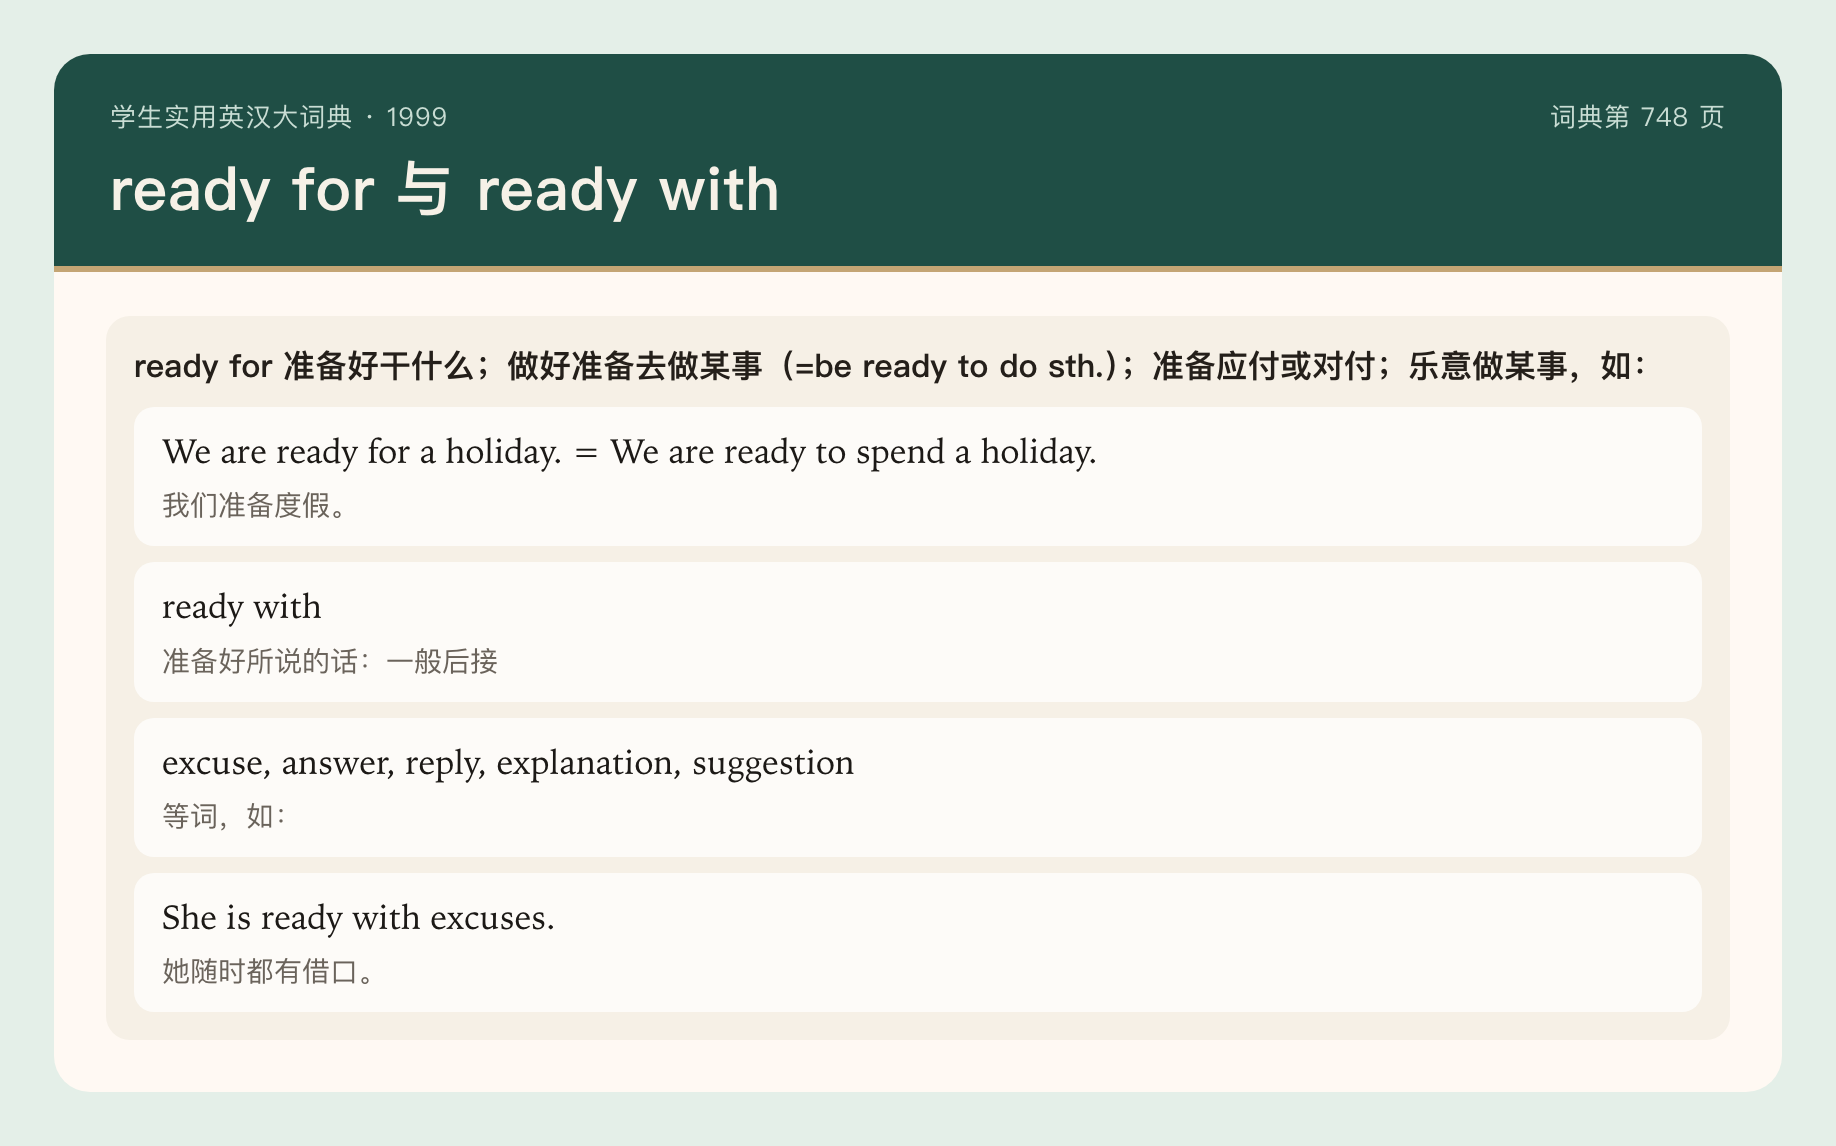 学生实用英汉大词典 · 1999
词典第 748 页
ready for 与 ready with
ready for 准备好干什么；做好准备去做某事（=be ready to do sth.）；准备应付或对付；乐意做某事，如：
We are ready for a holiday. = We are ready to spend a holiday.
我们准备度假。
ready with
准备好所说的话：一般后接
excuse, answer, reply, explanation, suggestion
等词，如：
She is ready with excuses.
她随时都有借口。